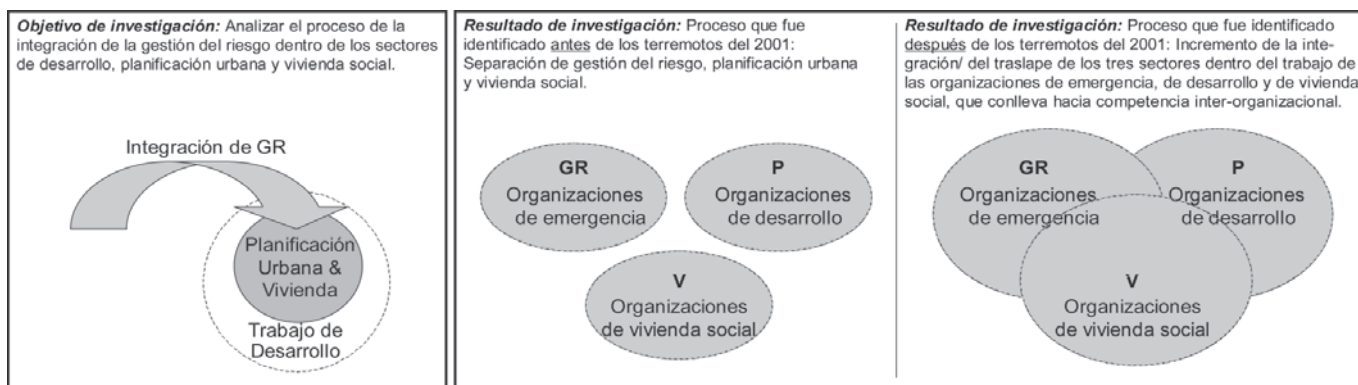 Objetivo de investigación: Analizar el proceso de la
integración de la gestión del riesgo dentro de los sectores
de desarrollo, planificación urbana y vivienda social.
Integración de GR
Planificación
Urbana &
Vivienda
Trabajo de
Desarrollo
Resultado de investigación: Proceso que fue
identificado antes de los terremotos del 2001:
Separación de gestión del riesgo, planificación urbana
y vivienda social.
GR
Organizaciones
de emergencia
P
Organizaciones
de desarrollo
V
Organizaciones
de vivienda social
Resultado de investigación: Proceso que fue identificado
después de los terremotos del 2001: Incremento de la inte-
gración/ del traslape de los tres sectores dentro del trabajo de
las organizaciones de emergencia, de desarrollo y de vivienda
social, que conlleva hacia competencia inter-organizacional.
GR
Organizaciones
de emergencia
P
Organizaciones
de desarrollo
V
Organizaciones
de vivienda social